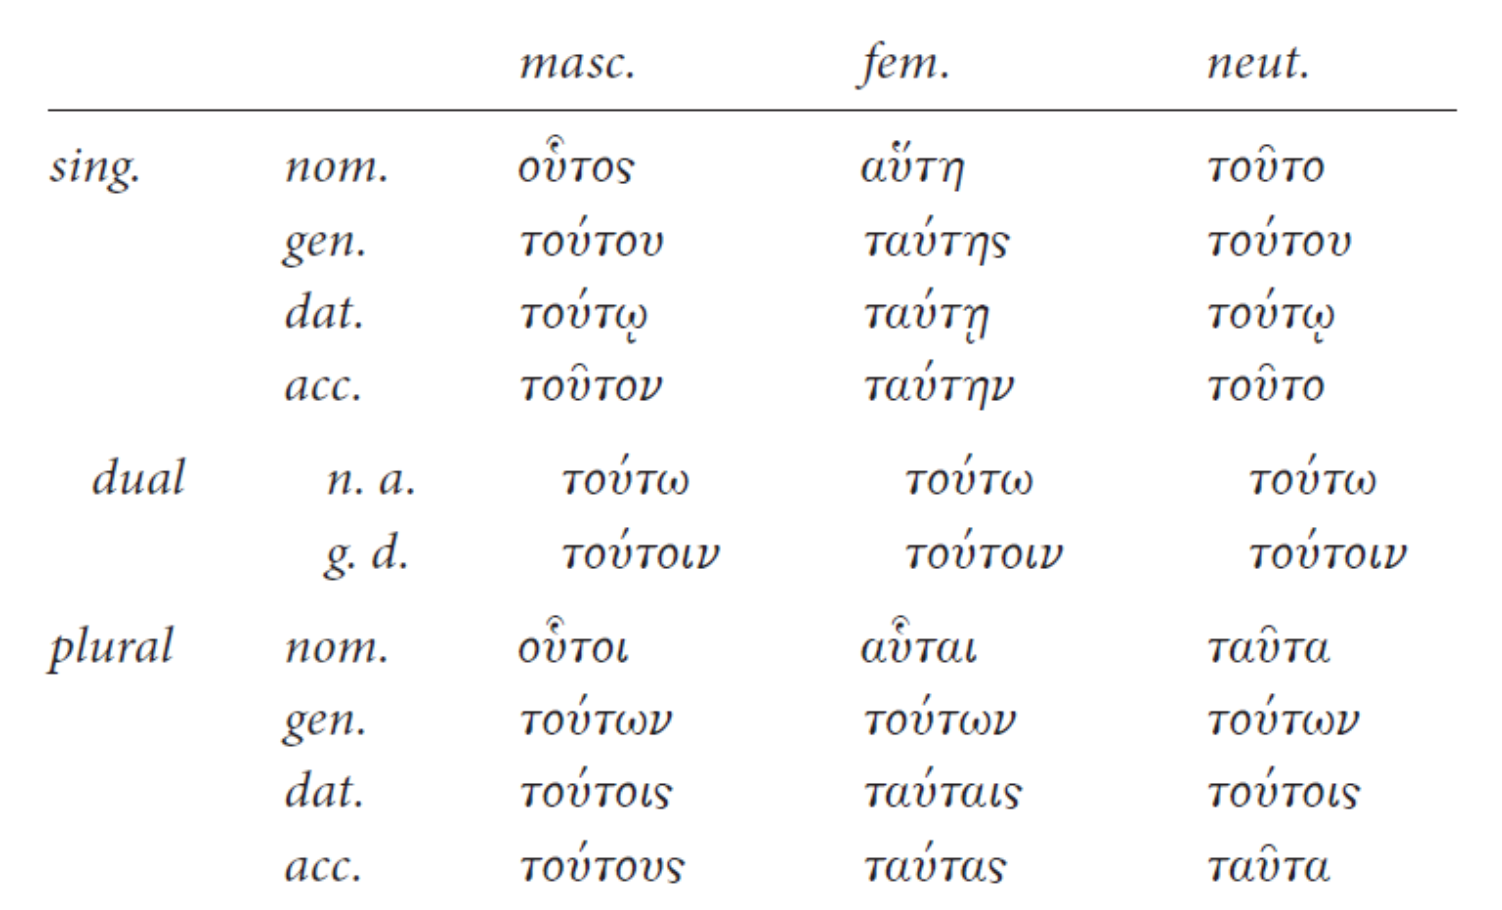 masc. fem. neut.
sing. nom. οὗτος αὕτη τοῦτο
gen. τούτου ταύτης τούτου
dat. τούτῳ ταύτῃ τούτῳ
acc. τοῦτον ταύτην τοῦτο
dual n. a. τούτω τούτω τούτω
g. d. τούτοιν τούτοιν τούτοιν
plural nom. οὗτοι αὗται ταῦτα
gen. τούτων τούτων τούτων
dat. τούτοις ταύταις τούτοις
acc. τούτους ταύτας ταῦτα